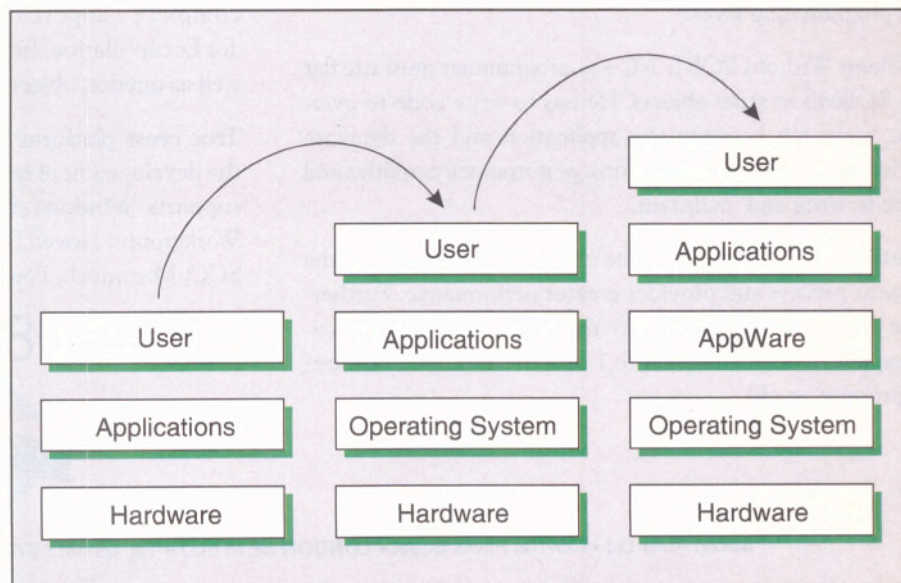 User
Applications
Hardware
User
Applications
Operating System
Hardware
User
Applications
AppWare
Operating System
Hardware